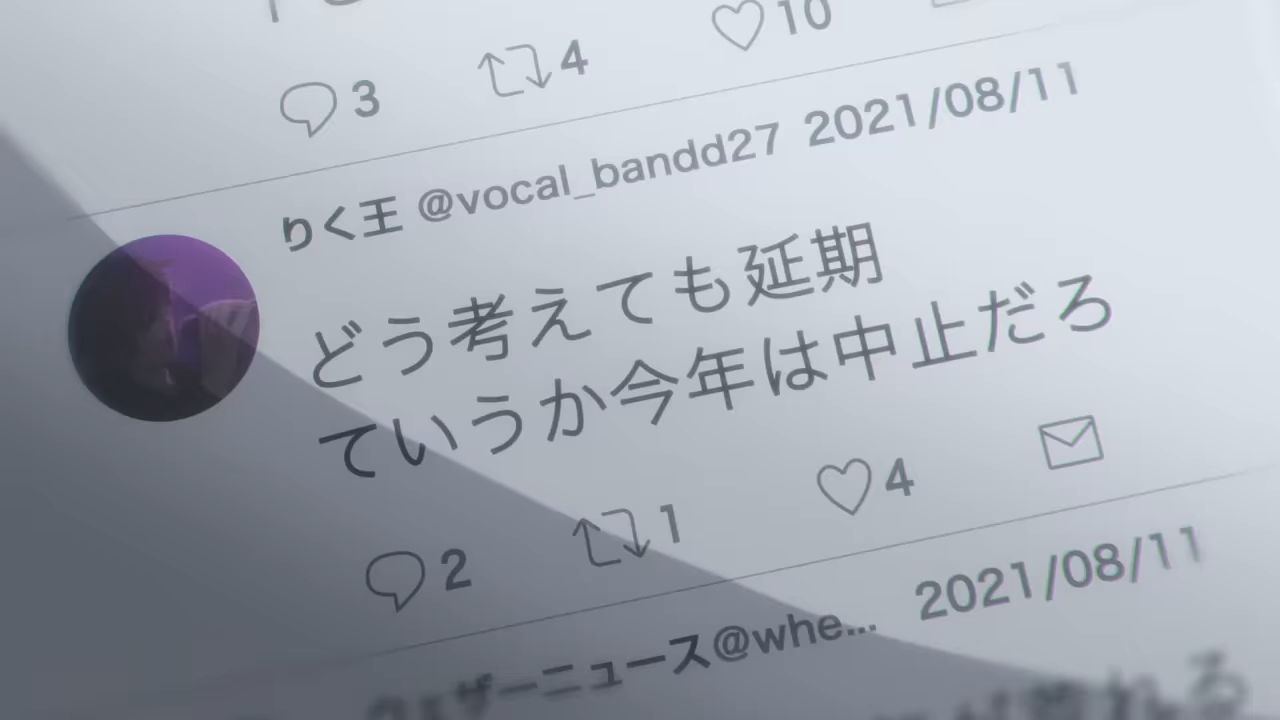 3 4 10
りく王 @vocal_bandd27 2021/08/11
どう考えても延期
ていうか今年は中止だろ
2 1 4
ウェザーニュース@whe... 2021/08/11